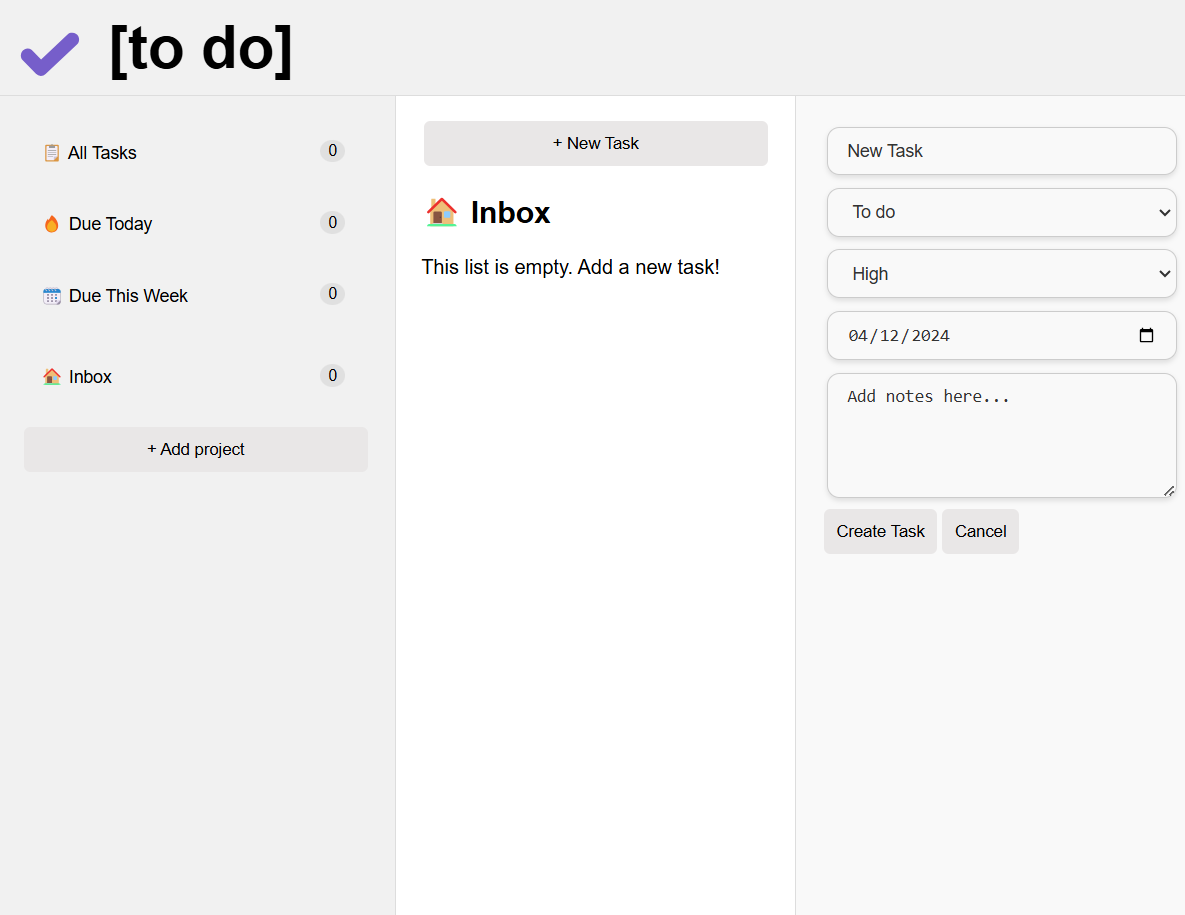 [to do]
All Tasks 0
Due Today 0
Due This Week 0
Inbox 0
+ Add project
+ New Task
Inbox
This list is empty. Add a new task!
New Task
To do
High
04/12/2024
Add notes here...
Create Task Cancel